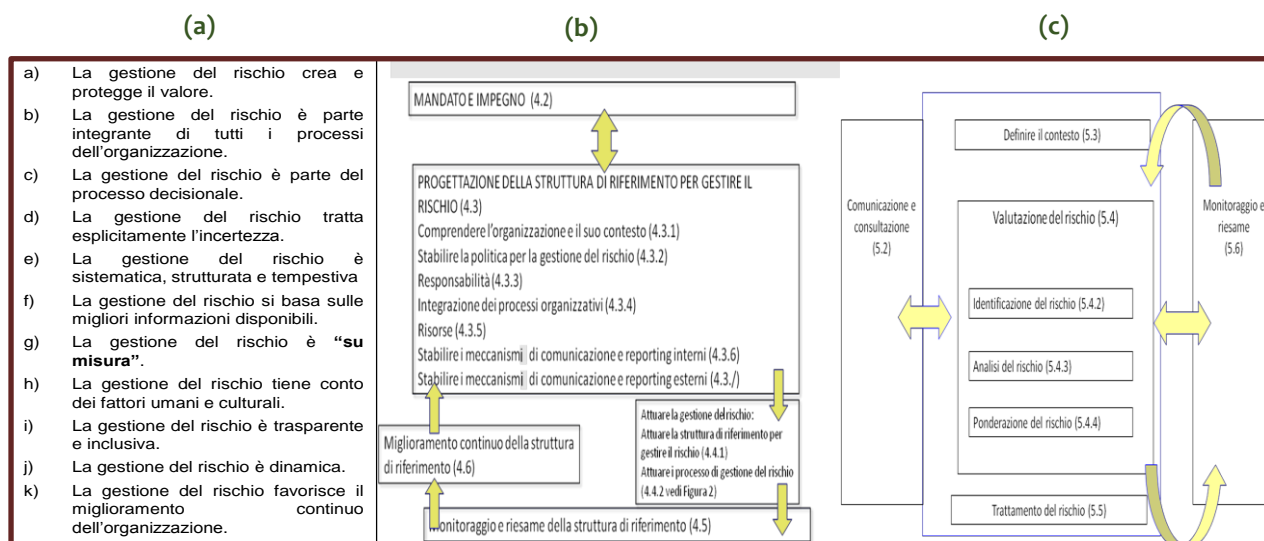 (a)
(b)
(c)
a) La gestione del rischio crea e
protegge il valore.
b) La gestione del rischio è parte
integrante di tutti i processi
dell'organizzazione.
c) La gestione del rischio è parte del
processo decisionale.
d) La gestione del rischio tratta
esplicitamente l'incertezza.
e) La gestione del rischio è
sistematica, strutturata e tempestiva
f) La gestione del rischio si basa sulle
migliori informazioni disponibili.
g) La gestione del rischio è “su
misura”.
h) La gestione del rischio tiene conto
dei fattori umani e culturali.
i) La gestione del rischio è trasparente
e inclusiva.
j) La gestione del rischio è dinamica.
k) La gestione del rischio favorisce il
miglioramento continuo
dell'organizzazione.
MANDATO E IMPEGNO (4.2)
PROGETTAZIONE DELLA STRUTTURA DI RIFERIMENTO PER GESTIRE IL
RISCHIO (4.3)
Comprendere l'organizzazione e il suo contesto (4.3.1)
Stabilire la politica per la gestione del rischio (4.3.2)
Responsabilità (4.3.3)
Integrazione dei processi organizzativi (4.3.4)
Risorse (4.3.5)
Stabilire i meccanismi di comunicazione e reporting interni (4.3.6)
Stabilire i meccanismi di comunicazione e reporting esterni (4.3./)
Attuare la gestione del rischio:
Attuare la struttura di riferimento per
gestire il rischio (4.4.1)
Attuare i processo di gestione del rischio
(4.4.2 vedi Figura 2)
Miglioramento continuo della struttura
di riferimento (4.6)
Monitoraggio e riesame della struttura di riferimento (4.5)
Definire il contesto (5.3)
Comunicazione e
consultazione (5.2)
Valutazione del rischio (5.4)
Monitoraggio e
riesame
(5.6)
Identificazione del rischio (5.4.2)
Analisi del rischio (5.4.3)
Ponderazione del rischio (5.4.4)
Trattamento del rischio (5.5)